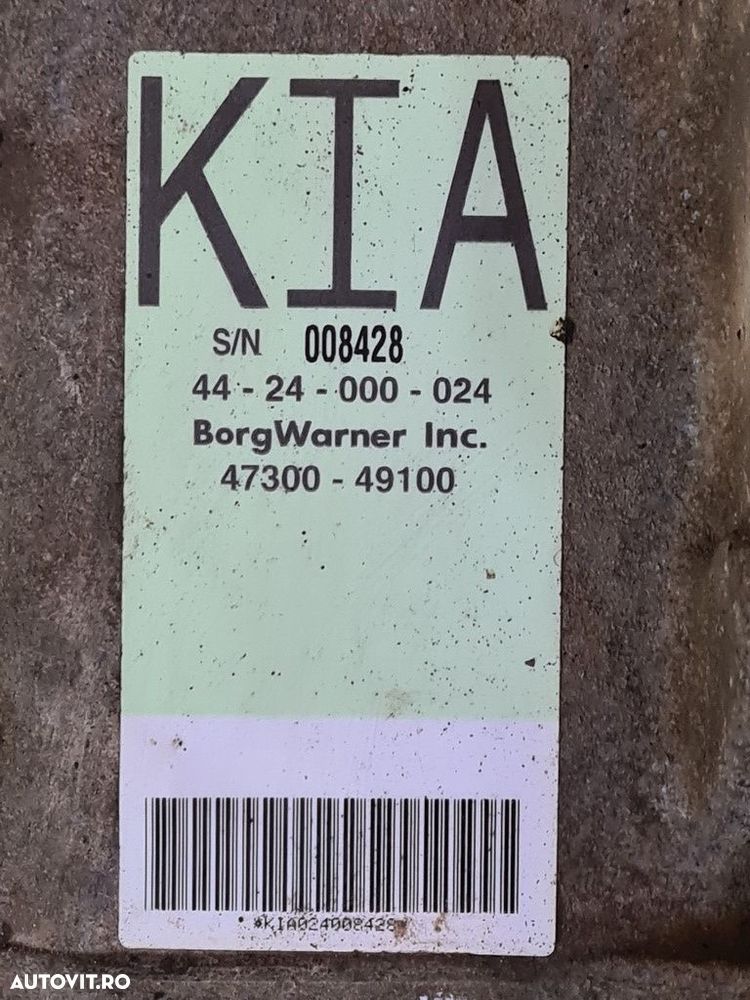 KIA
S/N 008428
44 - 24 - 000 - 024
BorgWarner Inc.
47300 - 49100
*KIA024008428*
AUTOVIT.RO